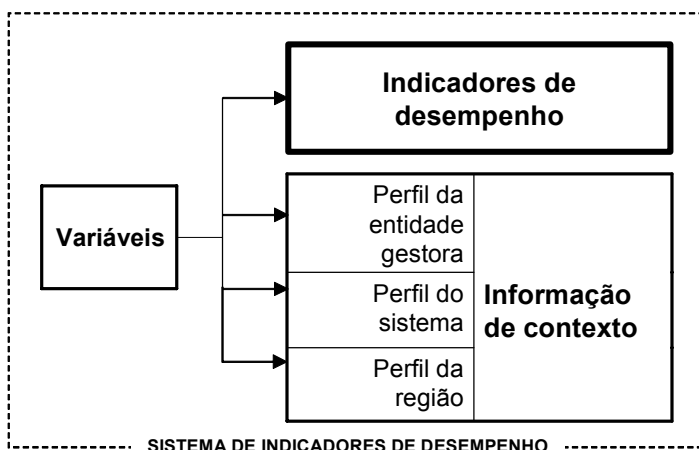 Indicadores de
desempenho
Variáveis
Perfil da
entidade
gestora
Perfil do
sistema
Perfil da
região
Informação
de contexto
SISTEMA DE INDICADORES DE DESEMPENHO